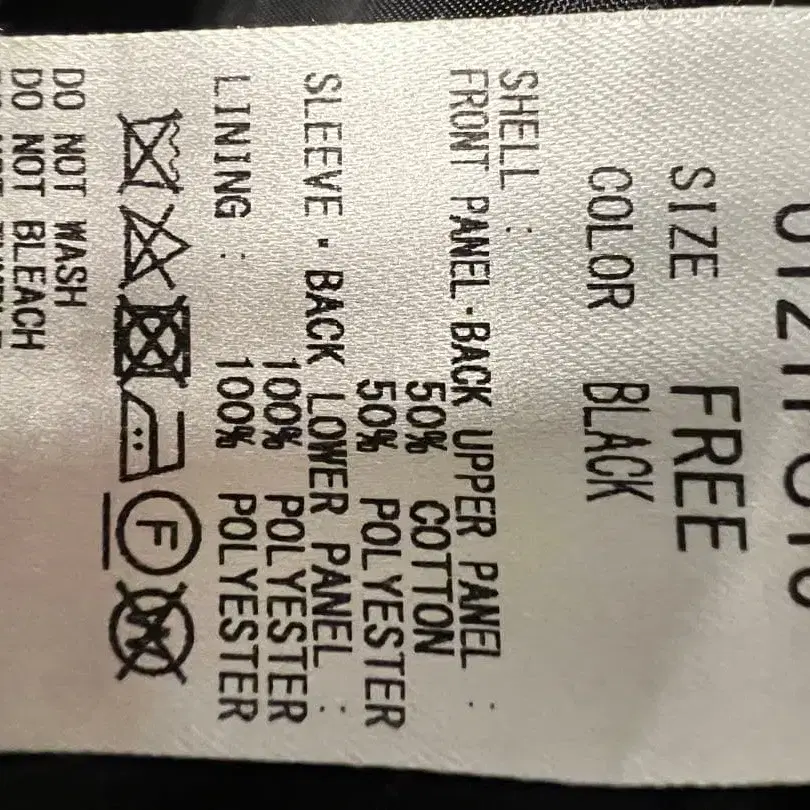 SIZE FREE
COLOR BLACK
SHELL :
FRONT PANEL·BACK UPPER PANEL :
50% COTTON
50% POLYESTER
SLEEVE·BACK LOWER PANEL :
100% POLYESTER
LINING : 100% POLYESTER
F W
DO NOT WASH
DO NOT BLEACH